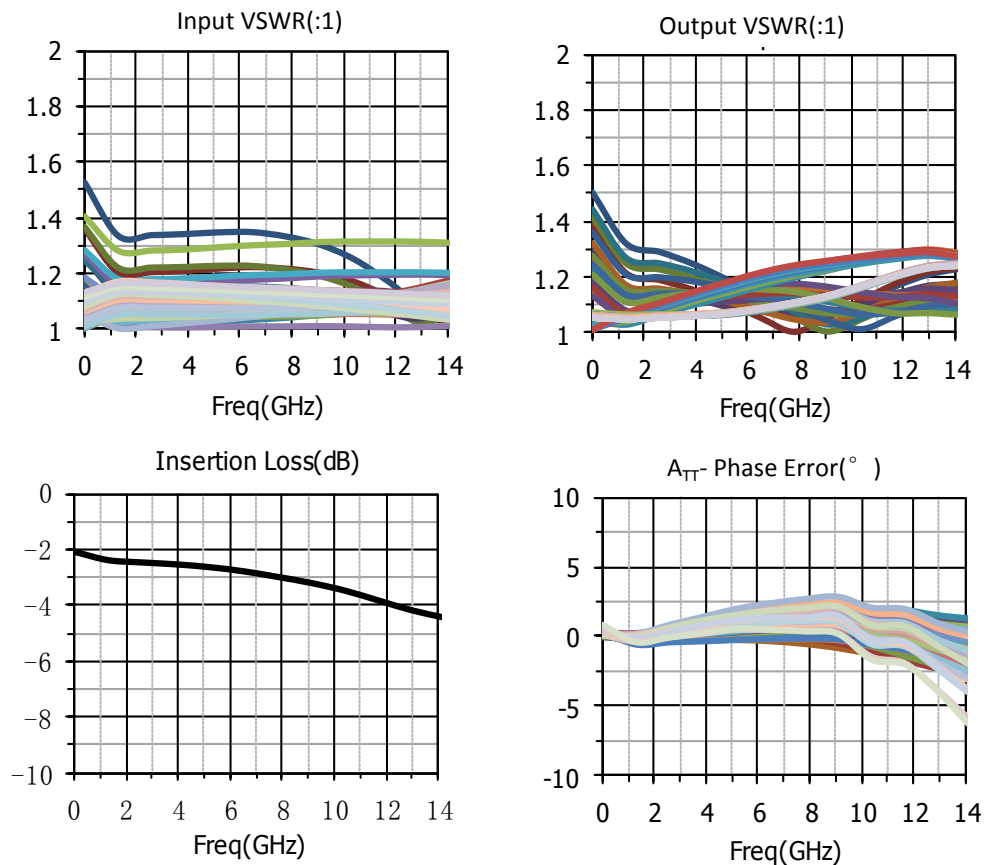 Input VSWR(:1)
2
1.8
1.6
1.4
1.2
1
0 2 4 6 8 10 12 14
Freq(GHz)
Output VSWR(:1)
2
1.8
1.6
1.4
1.2
1
0 2 4 6 8 10 12 14
Freq(GHz)
Insertion Loss(dB)
0
-2
-4
-6
-8
-10
0 2 4 6 8 10 12 14
Freq(GHz)
ATT- Phase Error(°)
10
5
0
-5
-10
0 2 4 6 8 10 12 14
Freq(GHz)